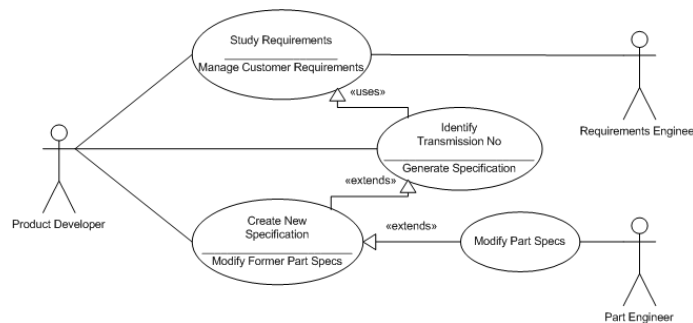 Study Requirements
Manage Customer Requirements
«uses»
Requirements Enginee
Identify
Transmission No
Generate Specification
Product Developer
«extends»
Create New
Specification
Modify Former Part Specs
«extends»
Modify Part Specs
Part Engineer